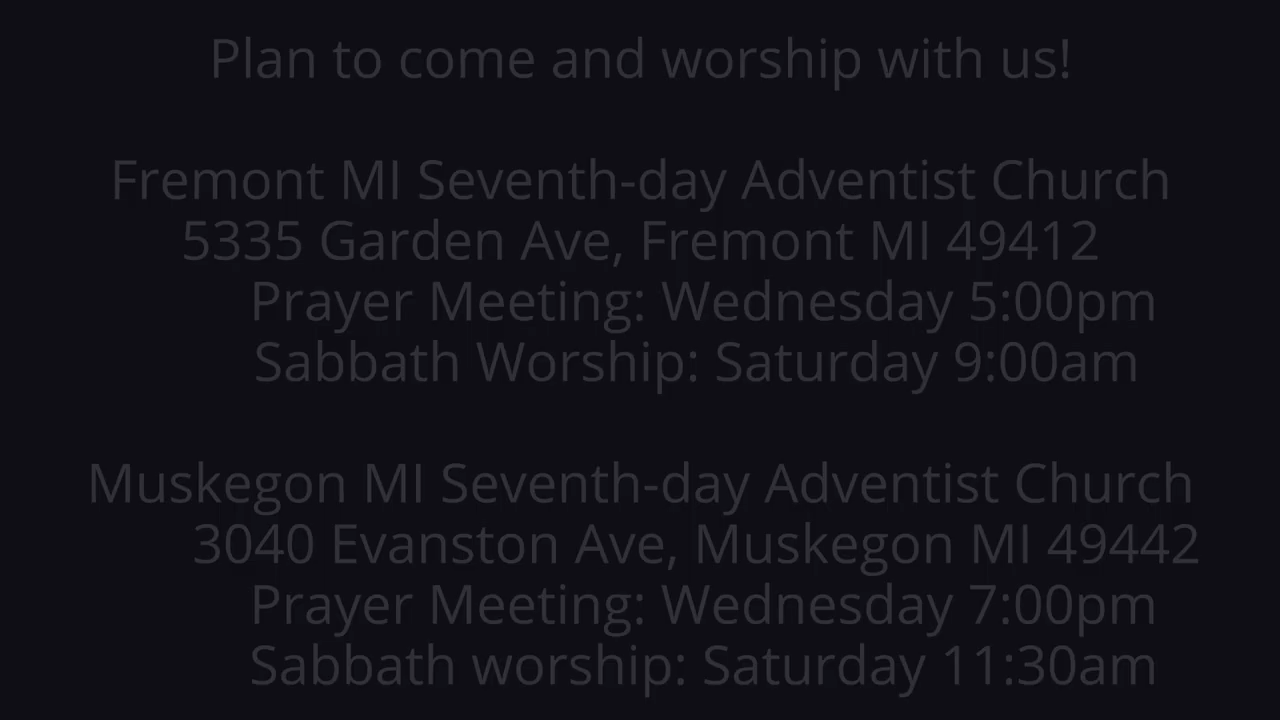 Plan to come and worship with us!
Fremont MI Seventh-day Adventist Church
5335 Garden Ave, Fremont MI 49412
Prayer Meeting: Wednesday 5:00pm
Sabbath Worship: Saturday 9:00am
Muskegon MI Seventh-day Adventist Church
3040 Evanston Ave, Muskegon MI 49442
Prayer Meeting: Wednesday 7:00pm
Sabbath worship: Saturday 11:30am